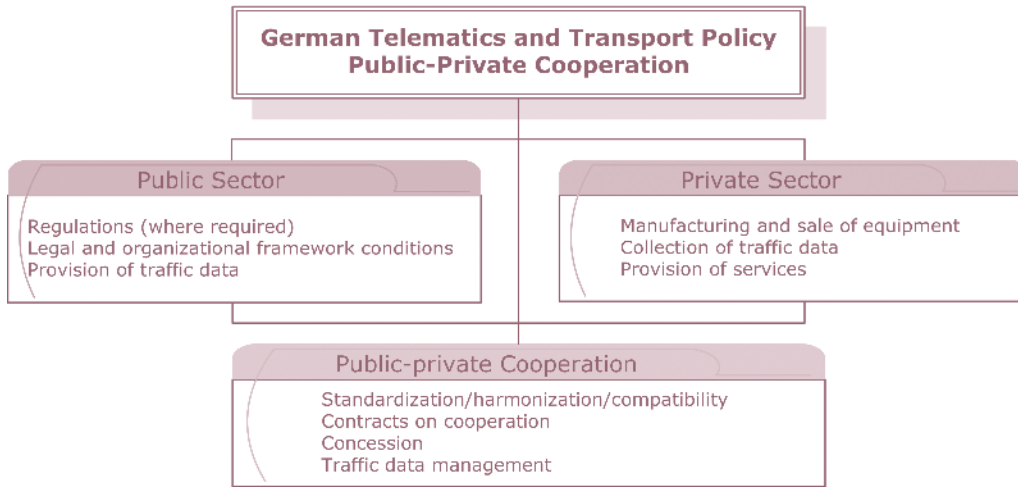 German Telematics and Transport Policy
Public-Private Cooperation
Public Sector
Regulations (where required)
Legal and organizational framework conditions
Provision of traffic data
Private Sector
Manufacturing and sale of equipment
Collection of traffic data
Provision of services
Public-private Cooperation
Standardization/harmonization/compatibility
Contracts on cooperation
Concession
Traffic data management